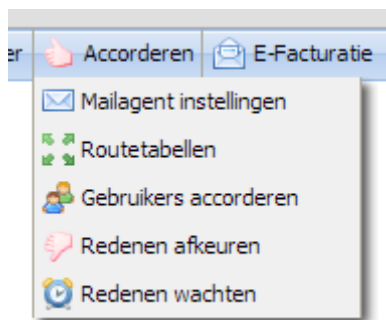 er Accorderen E-Facturatie
Mailagent instellingen
Routetabellen
Gebruikers accorderen
Redenen afkeuren
Redenen wachten